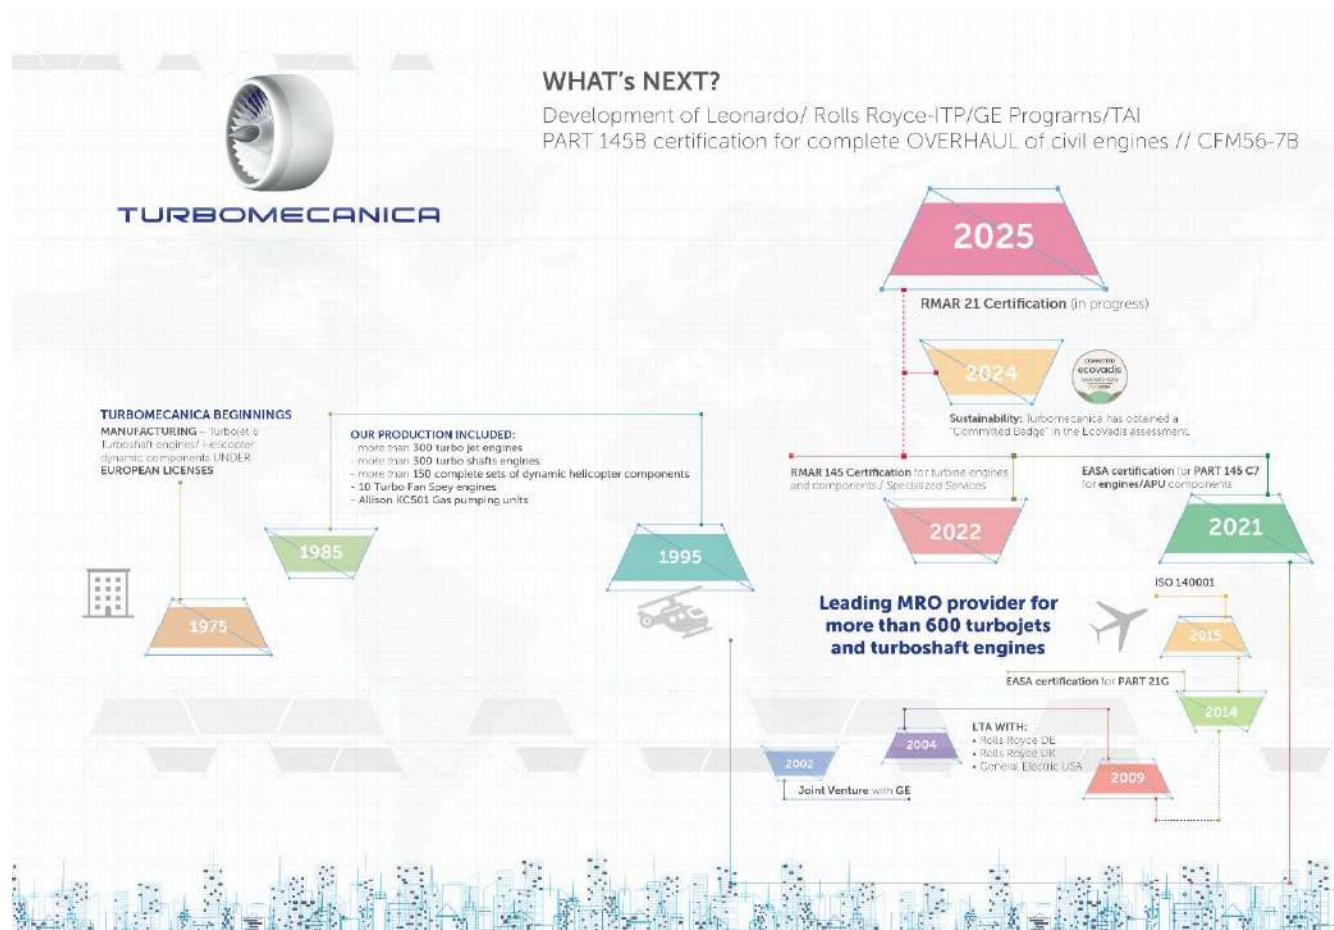 TURBOMECANICA
WHAT's NEXT?
Development of Leonardo/ Rolls Royce-ITP/GE Programs/TAI
PART 145B certification for complete OVERHAUL of civil engines // CFM56-7B
2025
RMAR 21 Certification (in progress)
2024
COMMITTED
ecovadis
Sustainability: Turbomecanica has obtained a
"Committed Badge" in the EcoVadis assessment.
TURBOMECANICA BEGINNINGS
MANUFACTURING – Turbojet &
Turboshaft engines/ Helicopter
dynamic components UNDER
EUROPEAN LICENSES
1975
1985
OUR PRODUCTION INCLUDED:
- more than 300 turbo jet engines
- more than 300 turbo shafts engines
- more than 150 complete sets of dynamic helicopter components
- 10 Turbo Fan Spey engines
- Allison KC501 Gas pumping units
1995
RMAR 145 Certification for turbine engines
and components / Specialized Services
2022
EASA certification for PART 145 C7
for engines/APU components
2021
Leading MRO provider for
more than 600 turbojets
and turboshaft engines
ISO 140001
2015
EASA certification for PART 21G
2014
2002
Joint Venture with GE
2004
LTA WITH:
• Rolls Royce DE
• Rolls Royce UK
• General Electric USA
2009